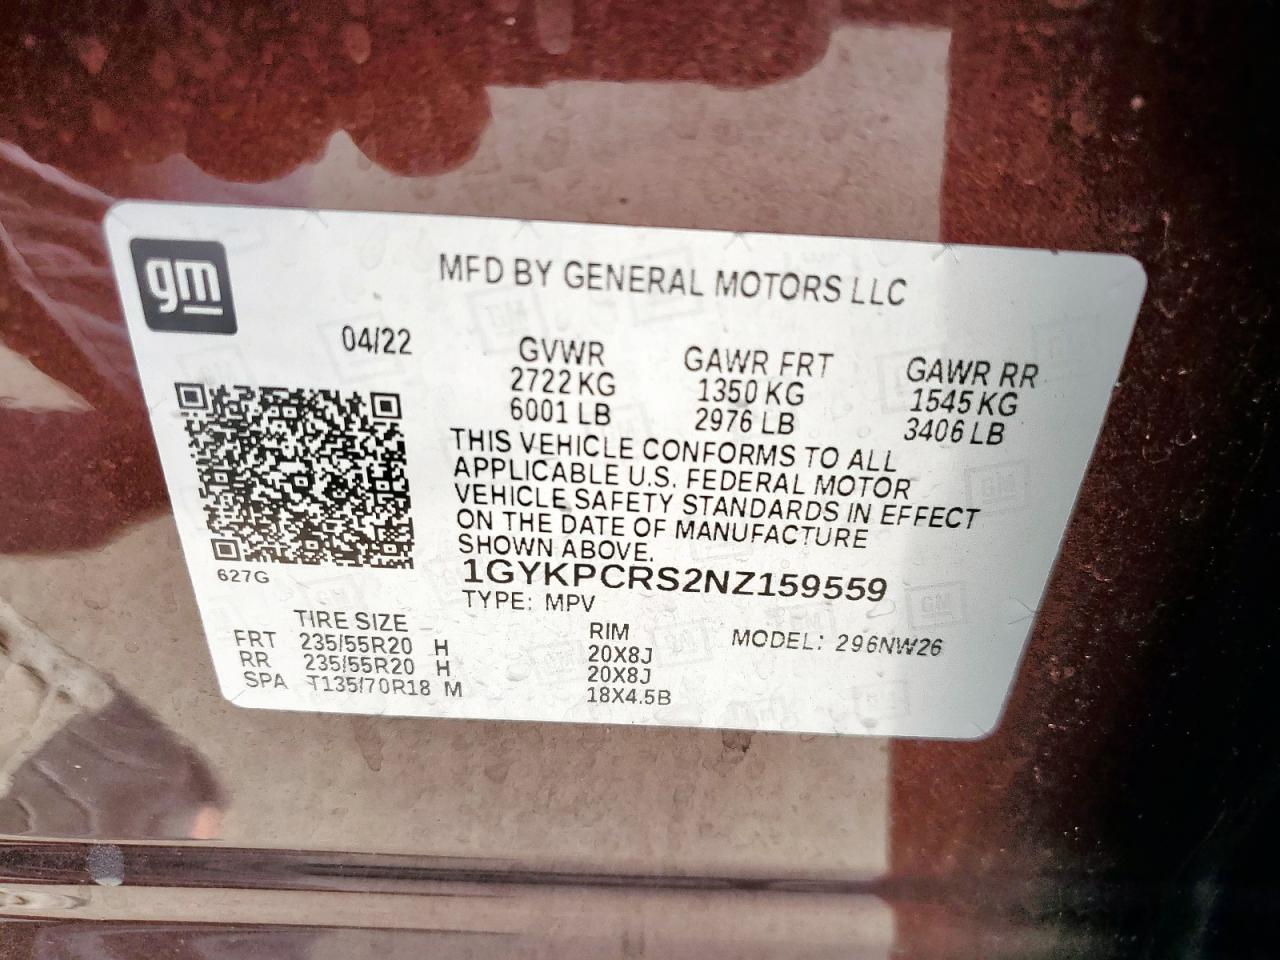 gm
MFD BY GENERAL MOTORS LLC
04/22
GVWR GAWR FRT GAWR RR
2722 KG 1350 KG 1545 KG
6001 LB 2976 LB 3406 LB
THIS VEHICLE CONFORMS TO ALL
APPLICABLE U.S. FEDERAL MOTOR
VEHICLE SAFETY STANDARDS IN EFFECT
ON THE DATE OF MANUFACTURE
SHOWN ABOVE.
627G
1GYKPCRS2NZ159559
TYPE: MPV
TIRE SIZE RIM MODEL: 296NW26
FRT 235/55R20 H 20X8J
RR 235/55R20 H 20X8J
SPA T135/70R18 M 18X4.5B